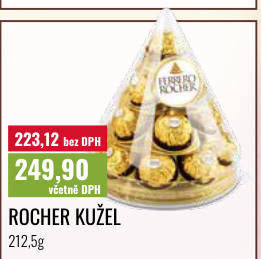 FERRERO
ROCHER
223,12 bez DPH
249,90
včetně DPH
ROCHER KUŽEL
212,5g